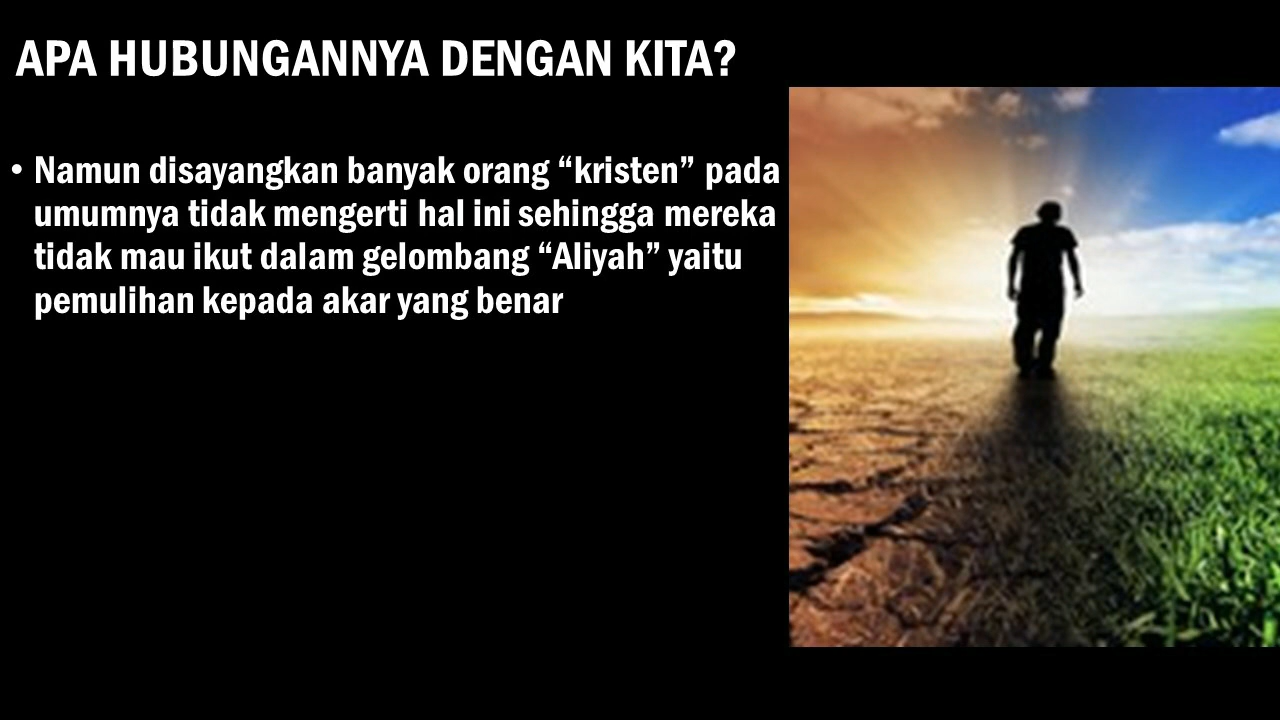 APA HUBUNGANNYA DENGAN KITA?
• Namun disayangkan banyak orang “kristen” pada
umumnya tidak mengerti hal ini sehingga mereka
tidak mau ikut dalam gelombang “Aliyah” yaitu
pemulihan kepada akar yang benar